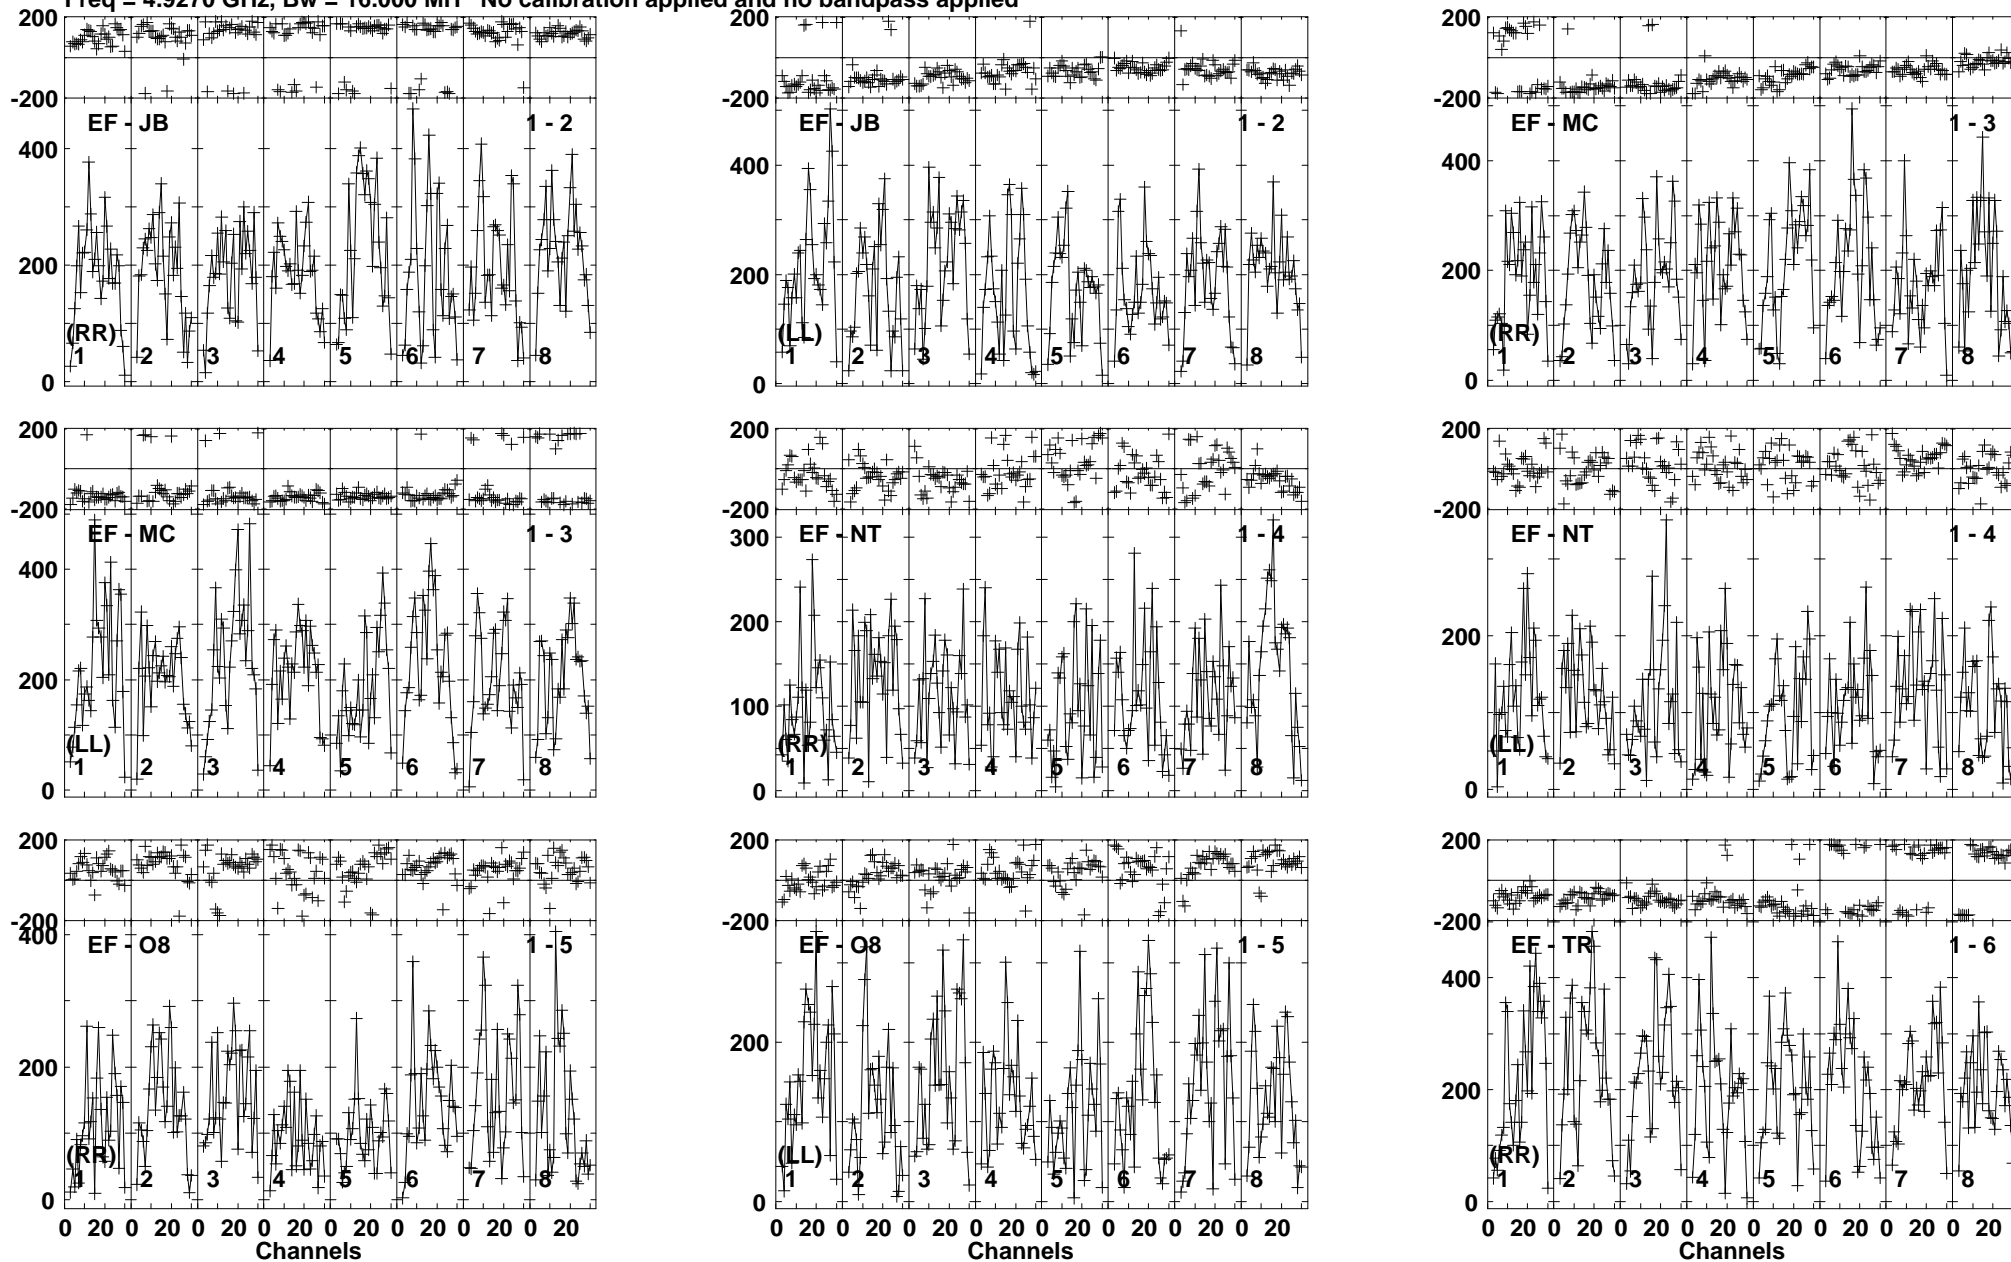 Freq = 4.9270 GHz, Bw = 16.000 MH No calibration applied and no bandpass applied
200 200 200
-200 -200 -200
EF - JB 1 - 2 EF - JB 1 - 2 EF - MC 1 - 3
400 400 400
200 200 200
(RR) (LL) (RR)
1 2 3 4 5 6 7 8 1 2 3 4 5 6 7 8 1 2 3 4 5 6 7 8
0 0 0
200 200 200
-200 -200 -200
EF - MC 1 - 3 EF - NT 1 - 4 EF - NT 1 - 4
400 300
200 200 200
100
(LL) (RR) (LL)
1 2 3 4 5 6 7 8 1 2 3 4 5 6 7 8 1 2 3 4 5 6 7 8
0 0 0
200 200 200
-200 -200 -200
400
EF - O8 1 - 5 EF - O8 1 - 5 EF - TR 1 - 6
400
200 200 200
(RR) (LL) (RR)
1 2 3 4 5 6 7 8 1 2 3 4 5 6 7 8 1 2 3 4 5 6 7 8
0 0 0
0 20 0 20 0 20 0 20 0 20 0 20 0 20 0 20 0 20 0 20 0 20 0 20 0 20 0 20 0 20 0 20 0 20 0 20 0 20 0 20 0 20 0 20 0 20 0 20
Channels Channels